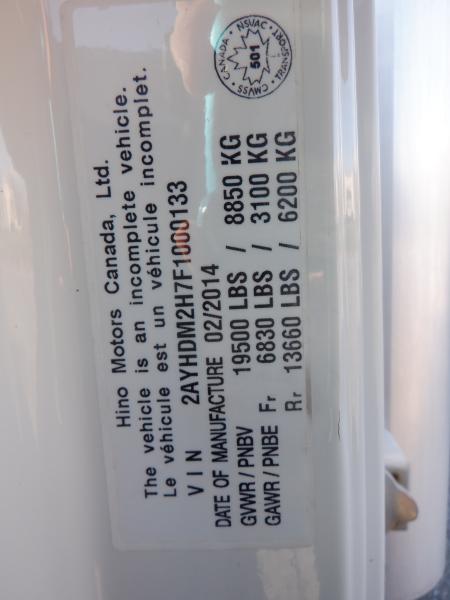 Hino Motors Canada, Ltd.
The vehicle is an incomplete vehicle.
Le véhicule est un véhicule incomplet.
VIN 2AYHDM2H7F1000133
DATE OF MANUFACTURE 02/2014
GVWR / PNBV 19500 LBS / 8850 KG
GAWR / PNBE Fr 6830 LBS / 3100 KG
Rr 13660 LBS / 6200 KG
CANADA · NSVAC · TRANSPORT · CMVSS
501